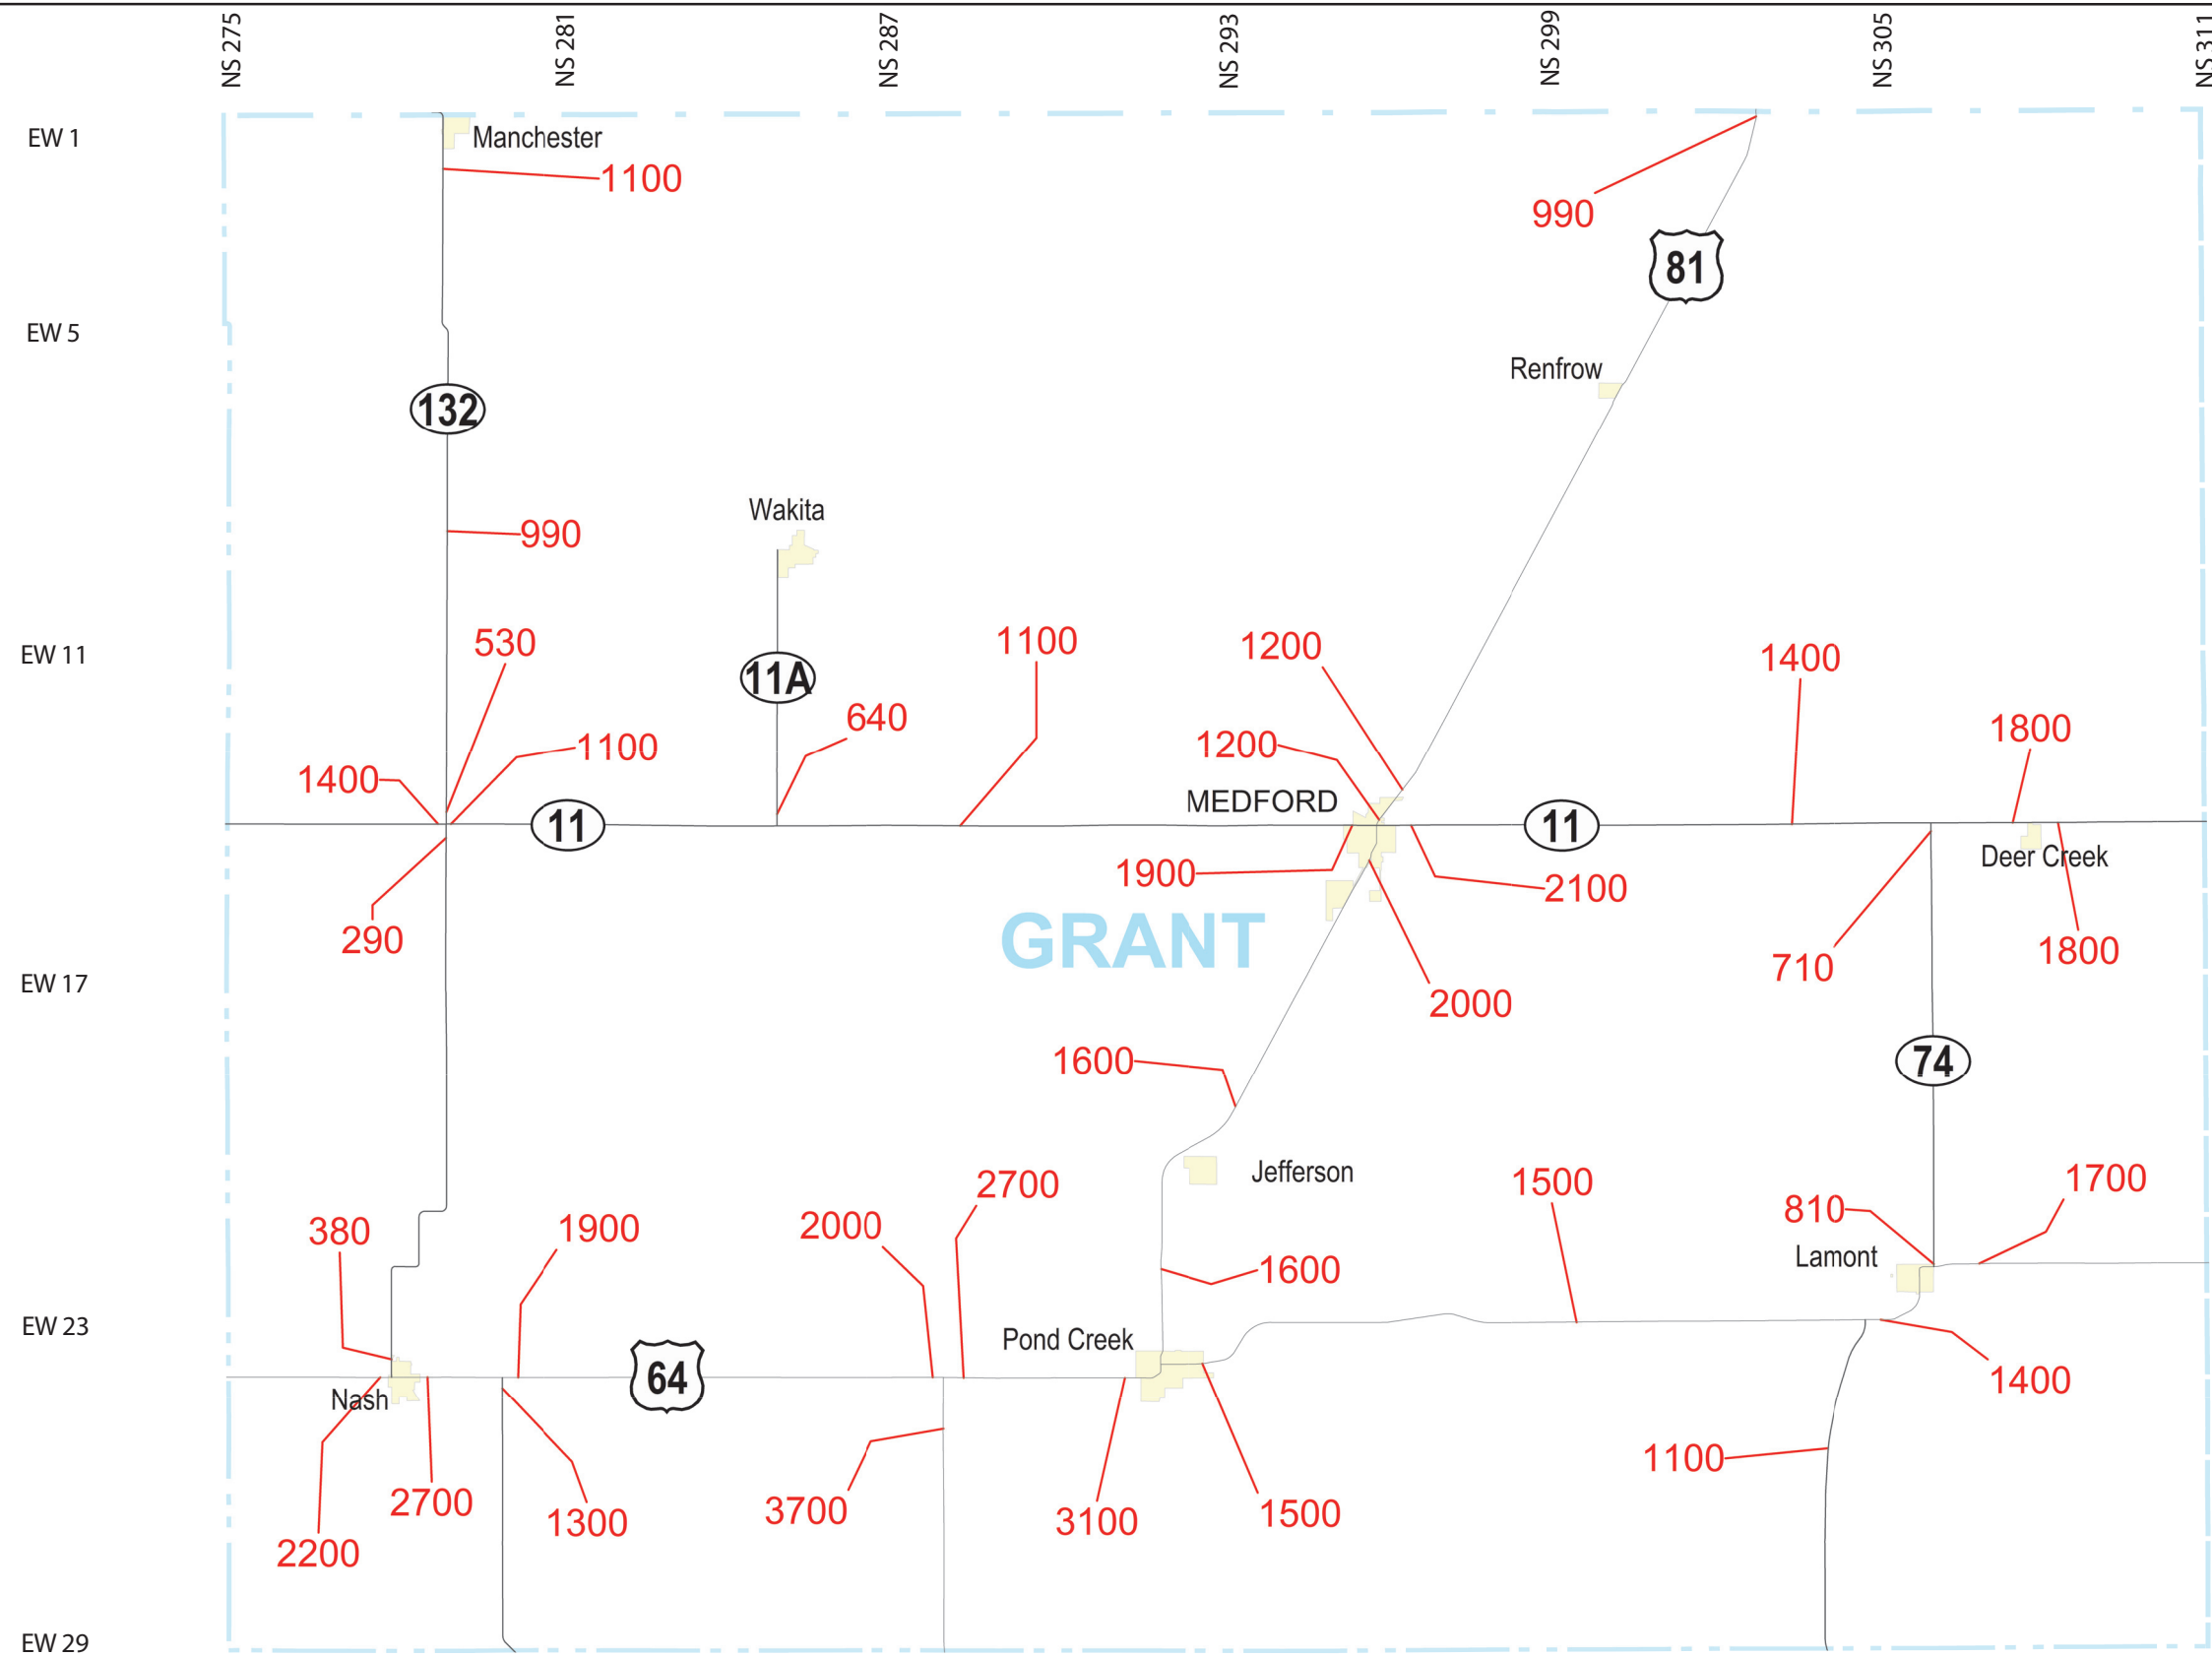 NS 275
NS 281
NS 287
NS 293
NS 299
NS 305
NS 311
EW 1
Manchester
1100
990
81
EW 5
Renfrow
132
Wakita
990
530
EW 11
1100
1200
1400
11A
640
1800
1100
1200
1400
MEDFORD
11
11
Deer Creek
1900
2100
290
GRANT
1800
710
EW 17
2000
1600
74
Jefferson
2700
1500
1700
380
1900
2000
810
1600
Lamont
EW 23
Pond Creek
64
1400
Nash
1100
2700
3700
1300
3100
1500
2200
EW 29